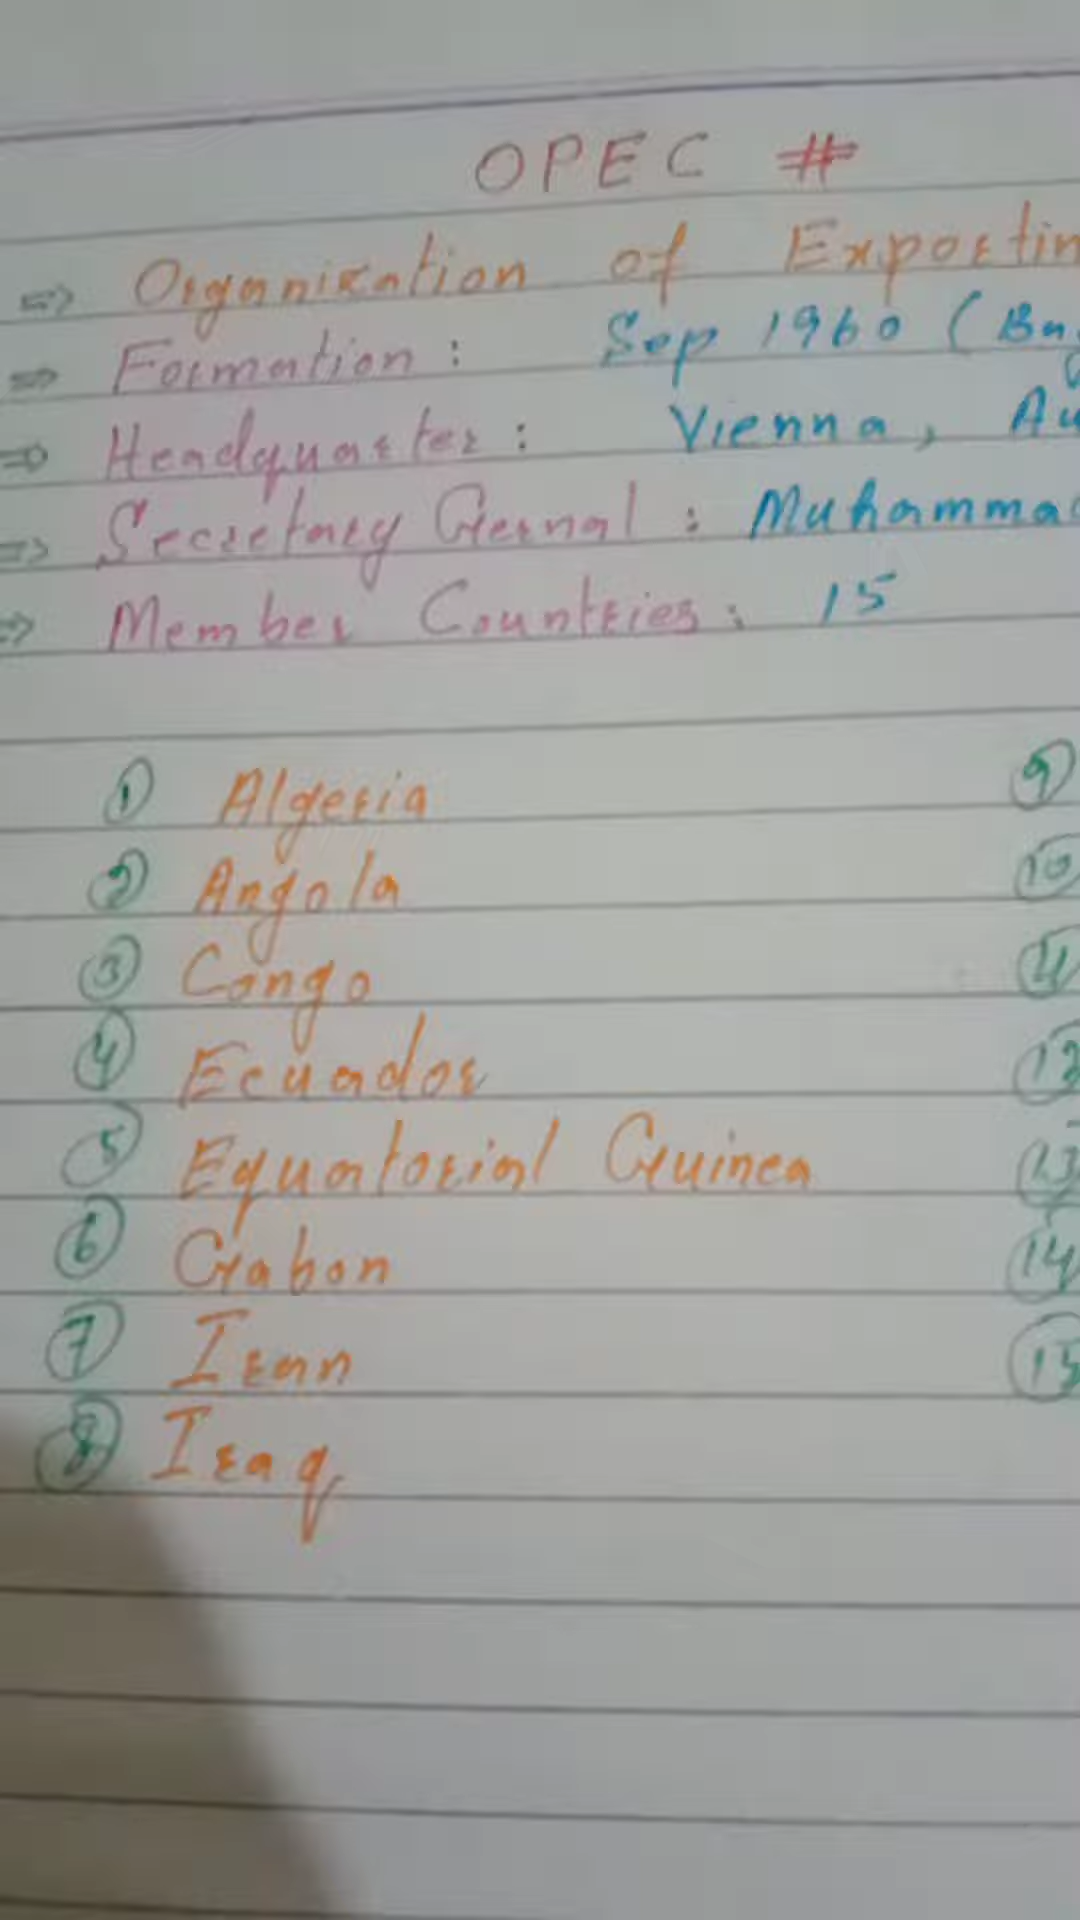 OPEC #
⇒ Organization of Exportin
⇒ Formation : Sep 1960 (Bag
⇒ Headquarter : Vienna, Au
⇒ Secretary Gernal : Muhammad
⇒ Member Countries : 15
① Algeria ⑨
② Angola ⑩
③ Congo ⑪
④ Ecuador ⑫
⑤ Equatorial Guinea ⑬
⑥ Gabon ⑭
⑦ Iran ⑮
⑧ Iraq